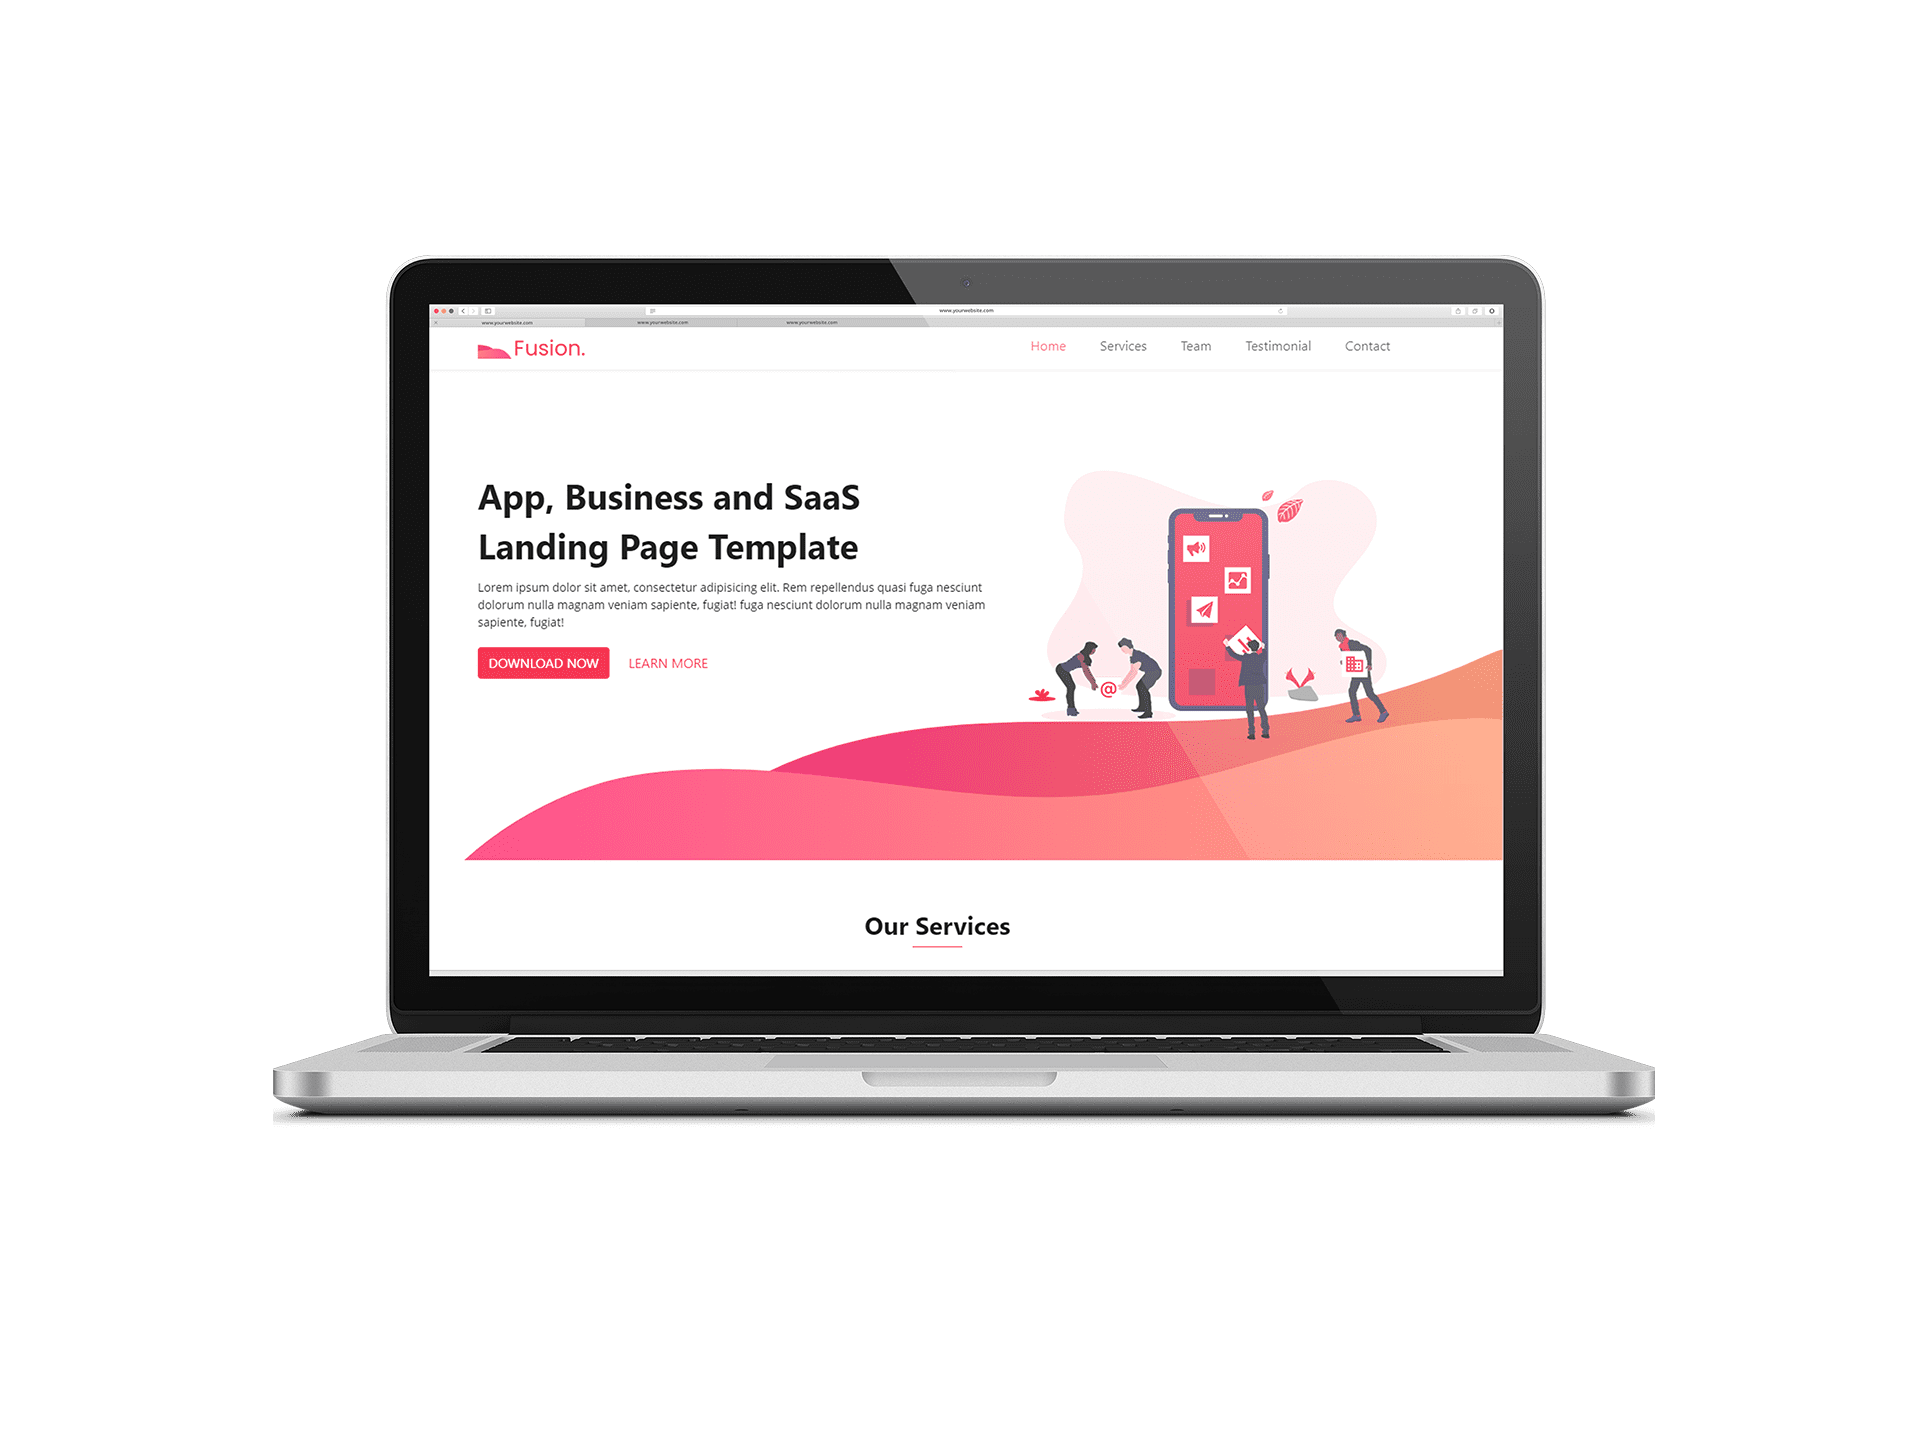 www.yourwebsite.com
www.yourwebsite.com
www.yourwebsite.com
www.yourwebsite.com
Fusion.
Home
Services
Team
Testimonial
Contact
App, Business and SaaS
Landing Page Template
Lorem ipsum dolor sit amet, consectetur adipisicing elit. Rem repellendus quasi fuga nesciunt
dolorum nulla magnam veniam sapiente, fugiat! fuga nesciunt dolorum nulla magnam veniam
sapiente, fugiat!
DOWNLOAD NOW
LEARN MORE
@
Our Services